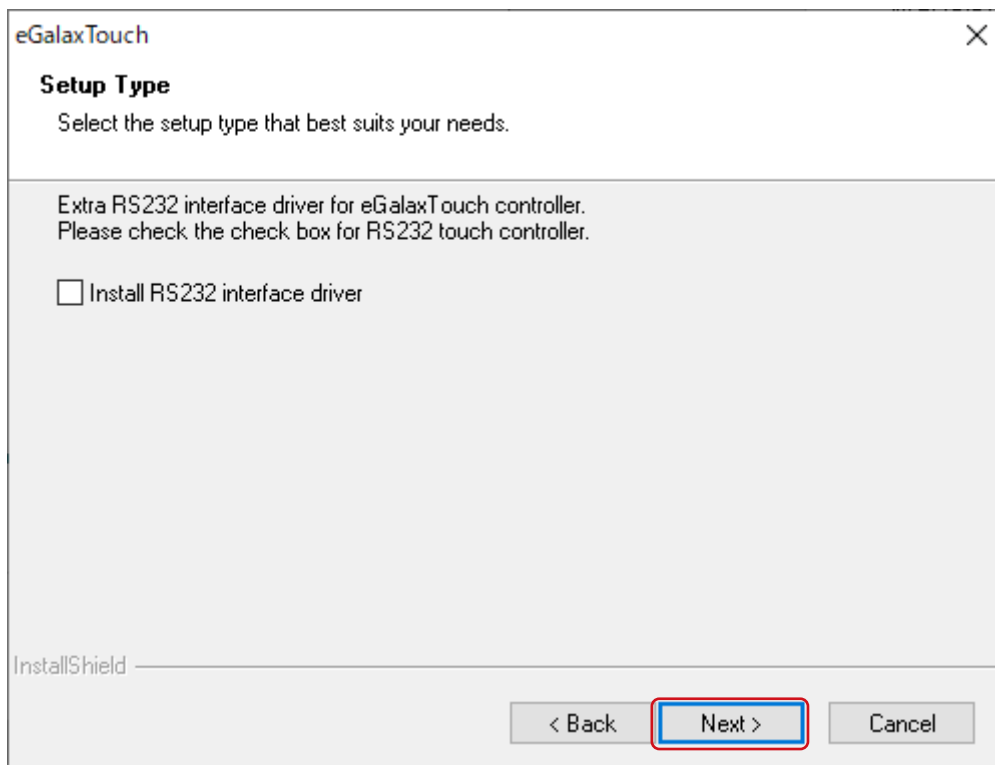 eGalaxTouch
Setup Type
Select the setup type that best suits your needs.
Extra RS232 interface driver for eGalaxTouch controller.
Please check the check box for RS232 touch controller.
Install RS232 interface driver
InstallShield
< Back Next > Cancel